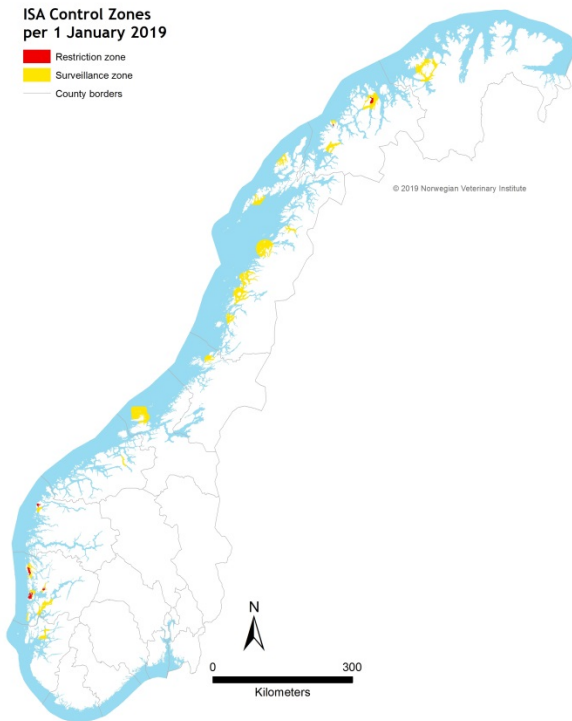 ISA Control Zones
per 1 January 2019
Restriction zone
Surveillance zone
County borders
© 2019 Norwegian Veterinary Institute
N
0 300
Kilometers